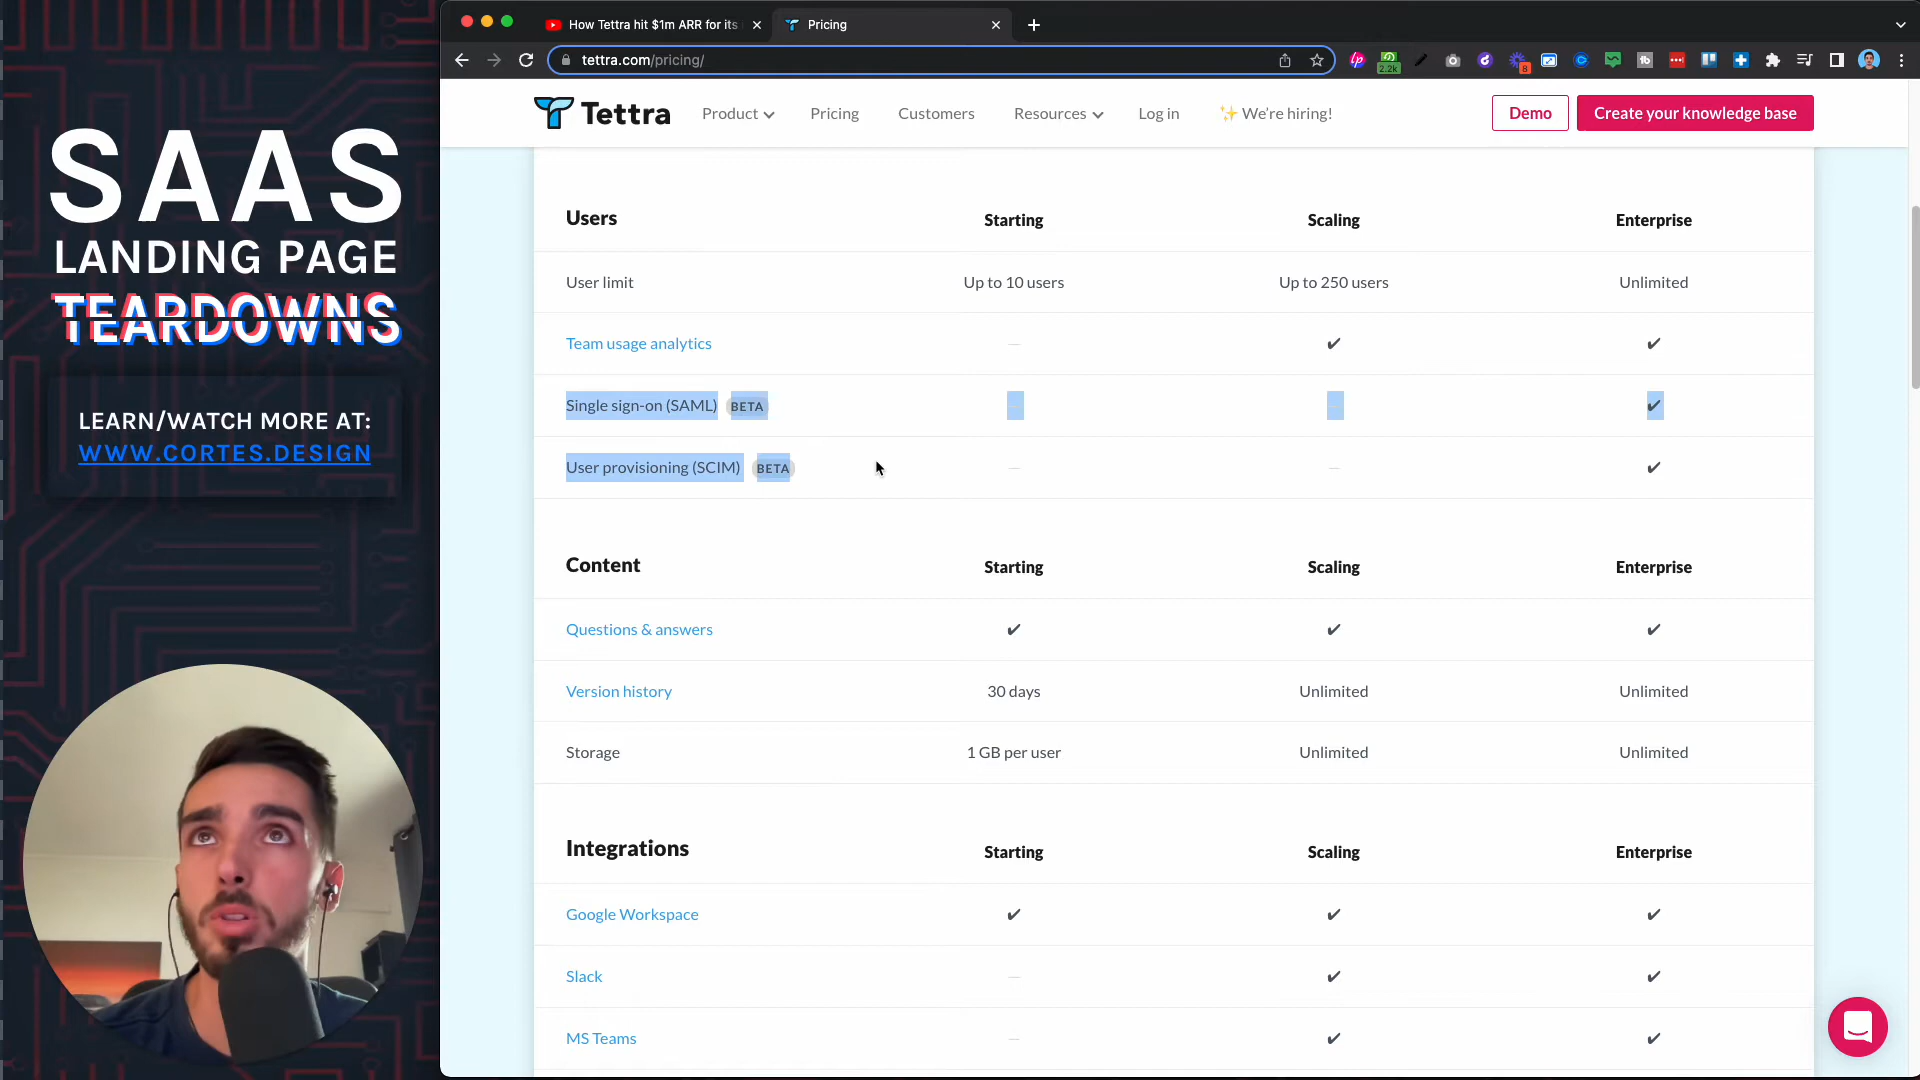 SAAS
LANDING PAGE
TEARDOWNS
LEARN/WATCH MORE AT:
WWW.CORTES.DESIGN
How Tettra hit $1m ARR for its
Pricing
tettra.com/pricing/
2.2k
8
Tettra
Product
Pricing
Customers
Resources
Log in
✨ We're hiring!
Demo
Create your knowledge base
Users Starting Scaling Enterprise
User limit Up to 10 users Up to 250 users Unlimited
Team usage analytics — ✔ ✔
Single sign-on (SAML) BETA ✔
User provisioning (SCIM) BETA — — ✔
Content Starting Scaling Enterprise
Questions & answers ✔ ✔ ✔
Version history 30 days Unlimited Unlimited
Storage 1 GB per user Unlimited Unlimited
Integrations Starting Scaling Enterprise
Google Workspace ✔ ✔ ✔
Slack — ✔ ✔
MS Teams — ✔ ✔